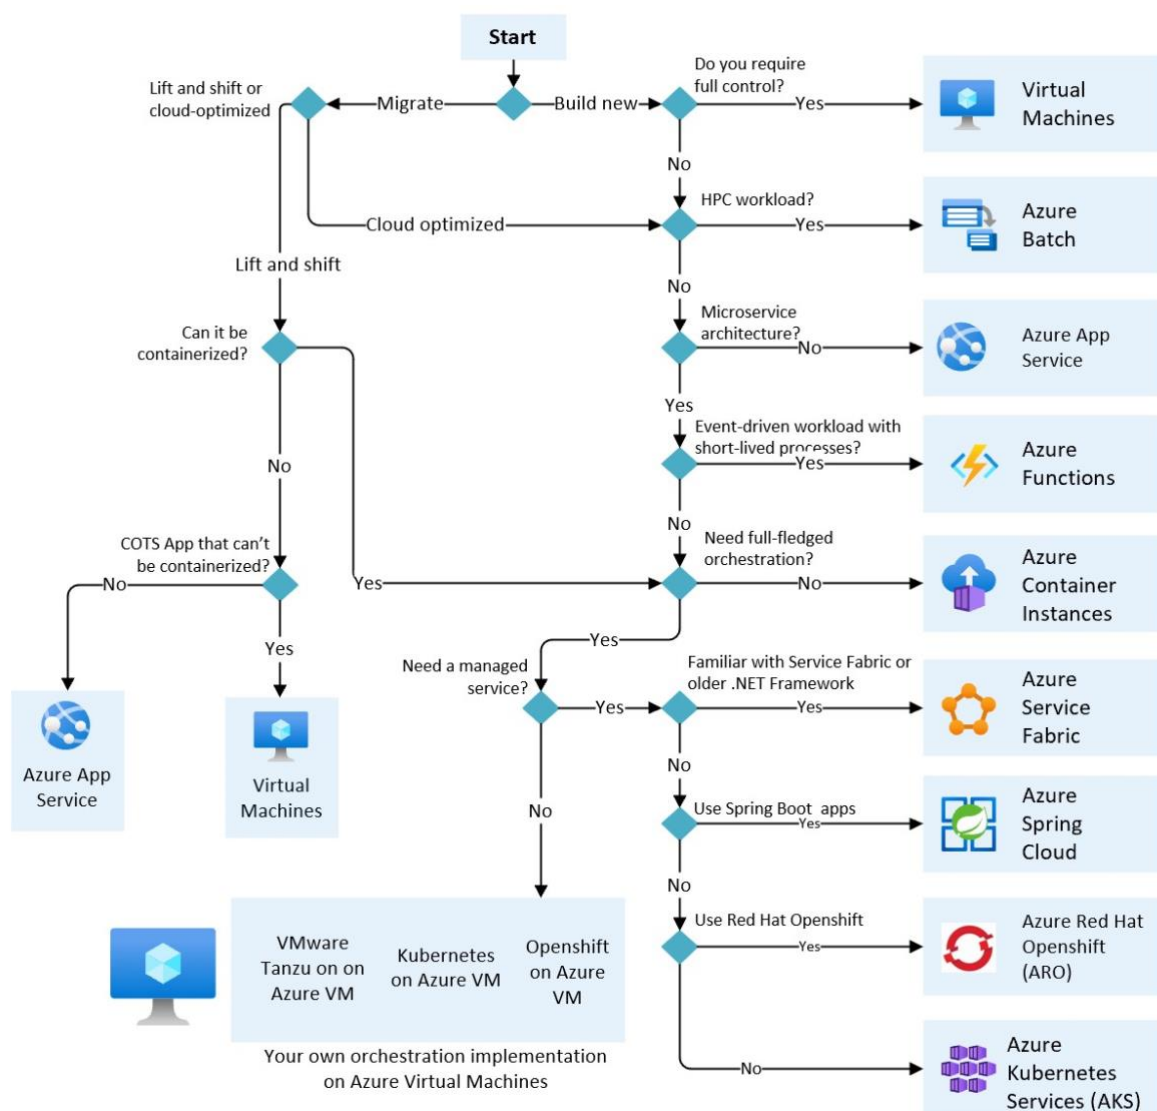 Start
Do you require
full control?
Lift and shift or
cloud-optimized
Migrate
Build new
Yes
Virtual
Machines
No
HPC workload?
Cloud optimized
Yes
Azure
Batch
Lift and shift
No
Microservice
architecture?
No
Azure App
Service
Can it be
containerized?
Yes
Event-driven workload with
short-lived processes?
Yes
Azure
Functions
No
No
Need full-fledged
orchestration?
COTS App that can't
be containerized?
No
Yes
No
Azure
Container
Instances
Yes
Yes
Need a managed
service?
Familiar with Service Fabric or
older .NET Framework
Yes
Yes
Azure
Service
Fabric
Azure App
Service
Virtual
Machines
No
No
Use Spring Boot apps
Yes
Azure
Spring
Cloud
No
Use Red Hat Openshift
Yes
Azure Red Hat
Openshift
(ARO)
VMware
Tanzu on on
Azure VM
Kubernetes
on Azure VM
Openshift
on Azure
VM
Your own orchestration implementation
on Azure Virtual Machines
No
Azure
Kubernetes
Services (AKS)